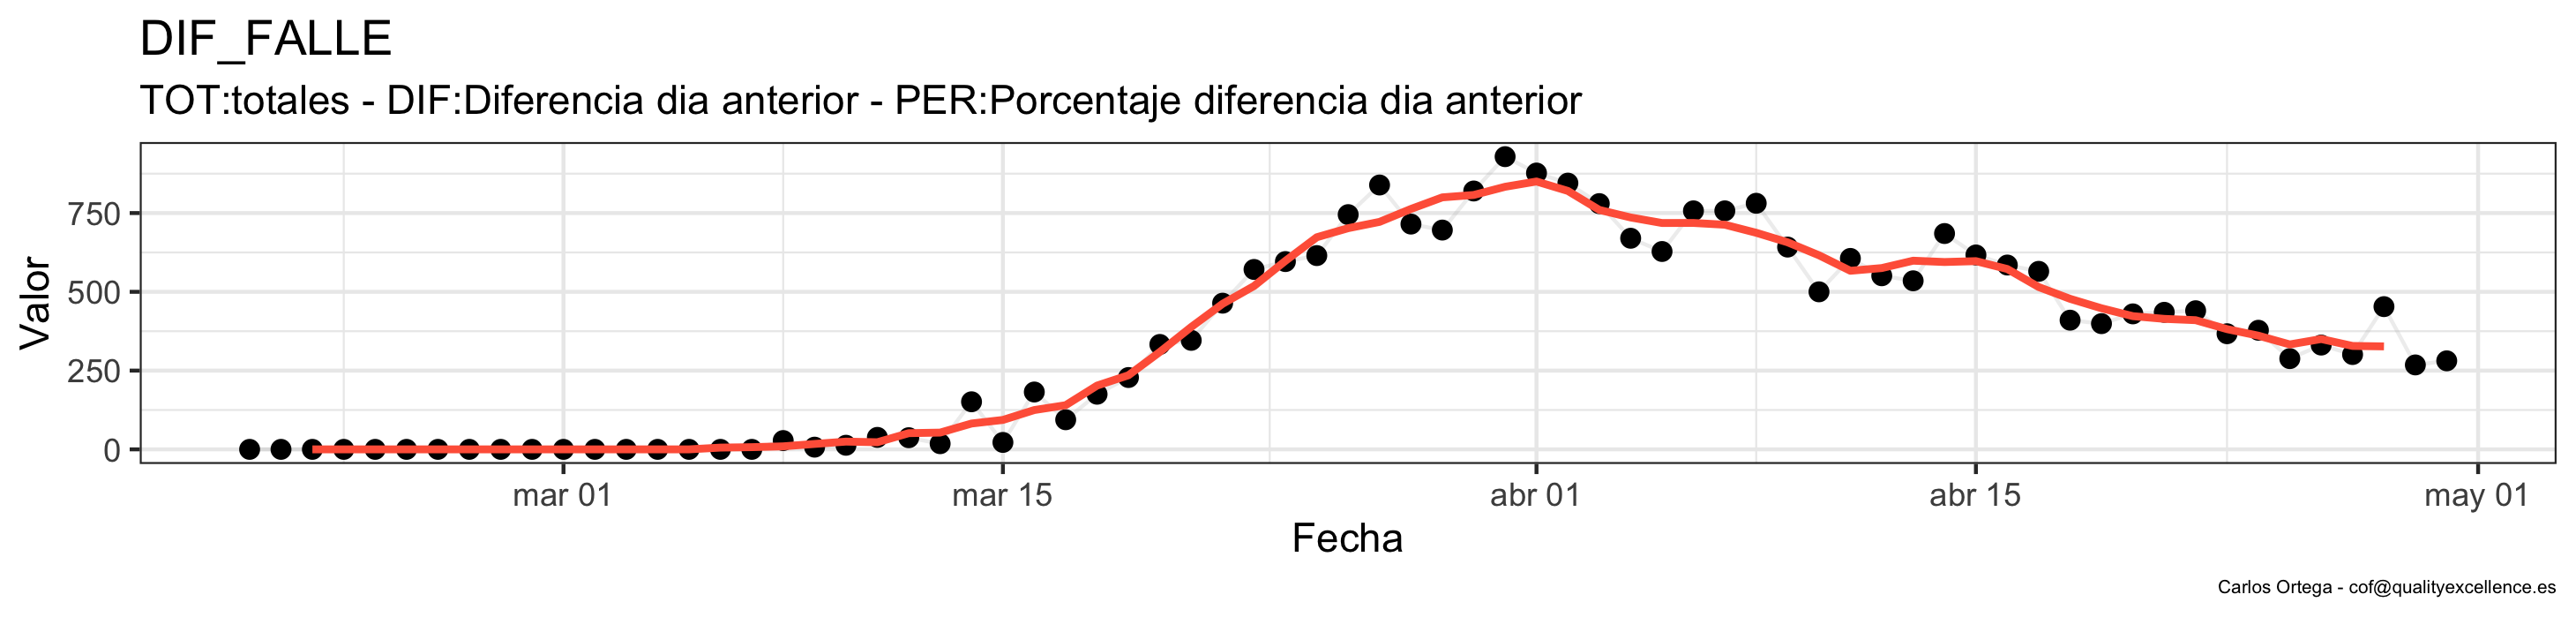 DIF_FALLE
TOT:totales - DIF:Diferencia dia anterior - PER:Porcentaje diferencia dia anterior
Valor
750
500
250
0
mar 01
mar 15
abr 01
abr 15
may 01
Fecha
Carlos Ortega - cof@qualityexcellence.es